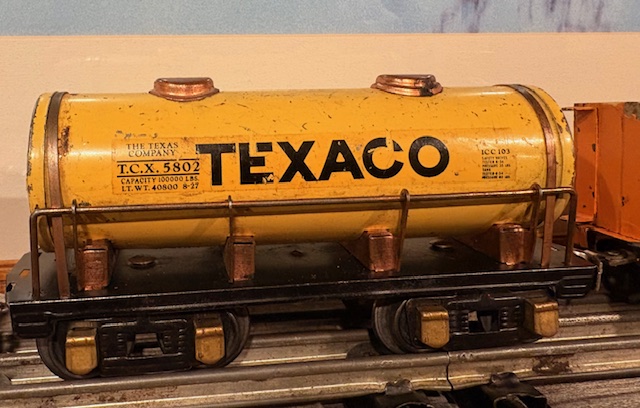 THE TEXAS
COMPANY
T.C.X. 5802
CAPACITY 100000 LBS.
LT. WT. 40800 8-27
TEXACO
ICC 103